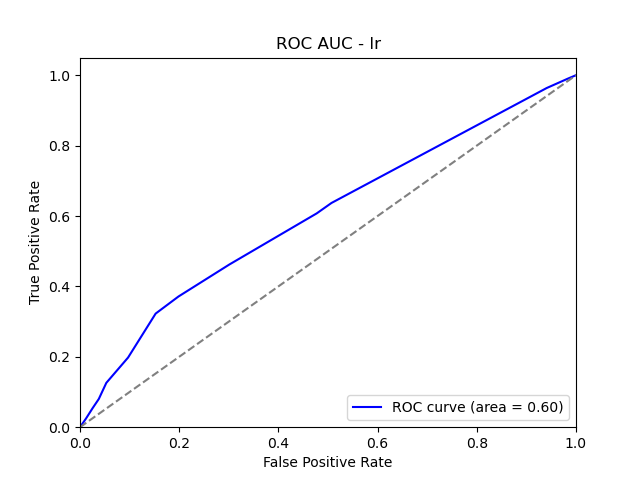 ROC AUC - lr
True Positive Rate
1.0
0.8
0.6
0.4
0.2
0.0
ROC curve (area = 0.60)
0.0 0.2 0.4 0.6 0.8 1.0
False Positive Rate